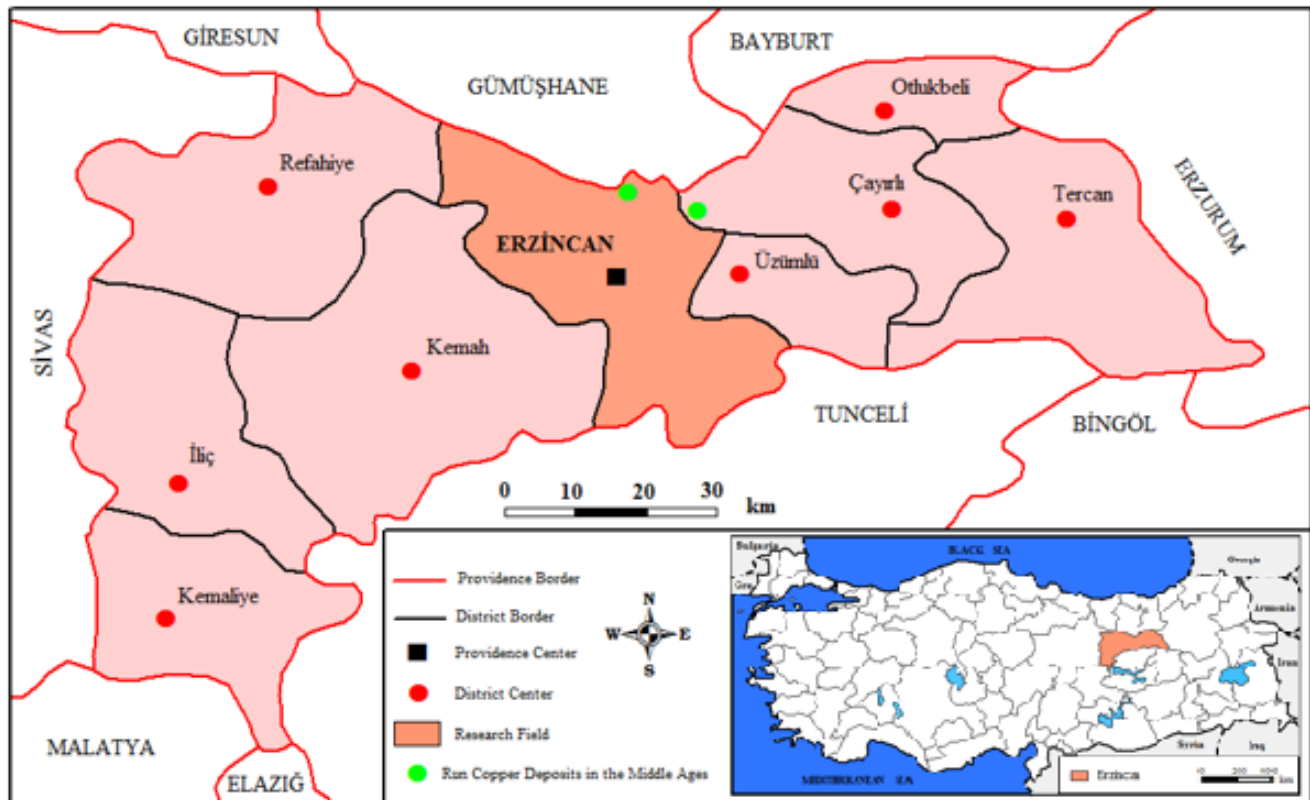 GİRESUN
BAYBURT
GÜMÜŞHANE
Otlukbeli
Refahiye
Çayırlı
Tercan
ERZURUM
ERZİNCAN
Üzümlü
SİVAS
Kemah
TUNCELİ
BİNGÖL
İliç
0 10 20 30 km
Kemaliye
MALATYA
ELAZIĞ
Providence Border
District Border
Providence Center
District Center
Research Field
Run Copper Deposits in the Middle Ages
N
W E
S
Bulgaria
BLACK SEA
Georgia
Gre
Armenia
Iran
Syria
Iraq
MEDITERRANEAN SEA
Erzincan
km